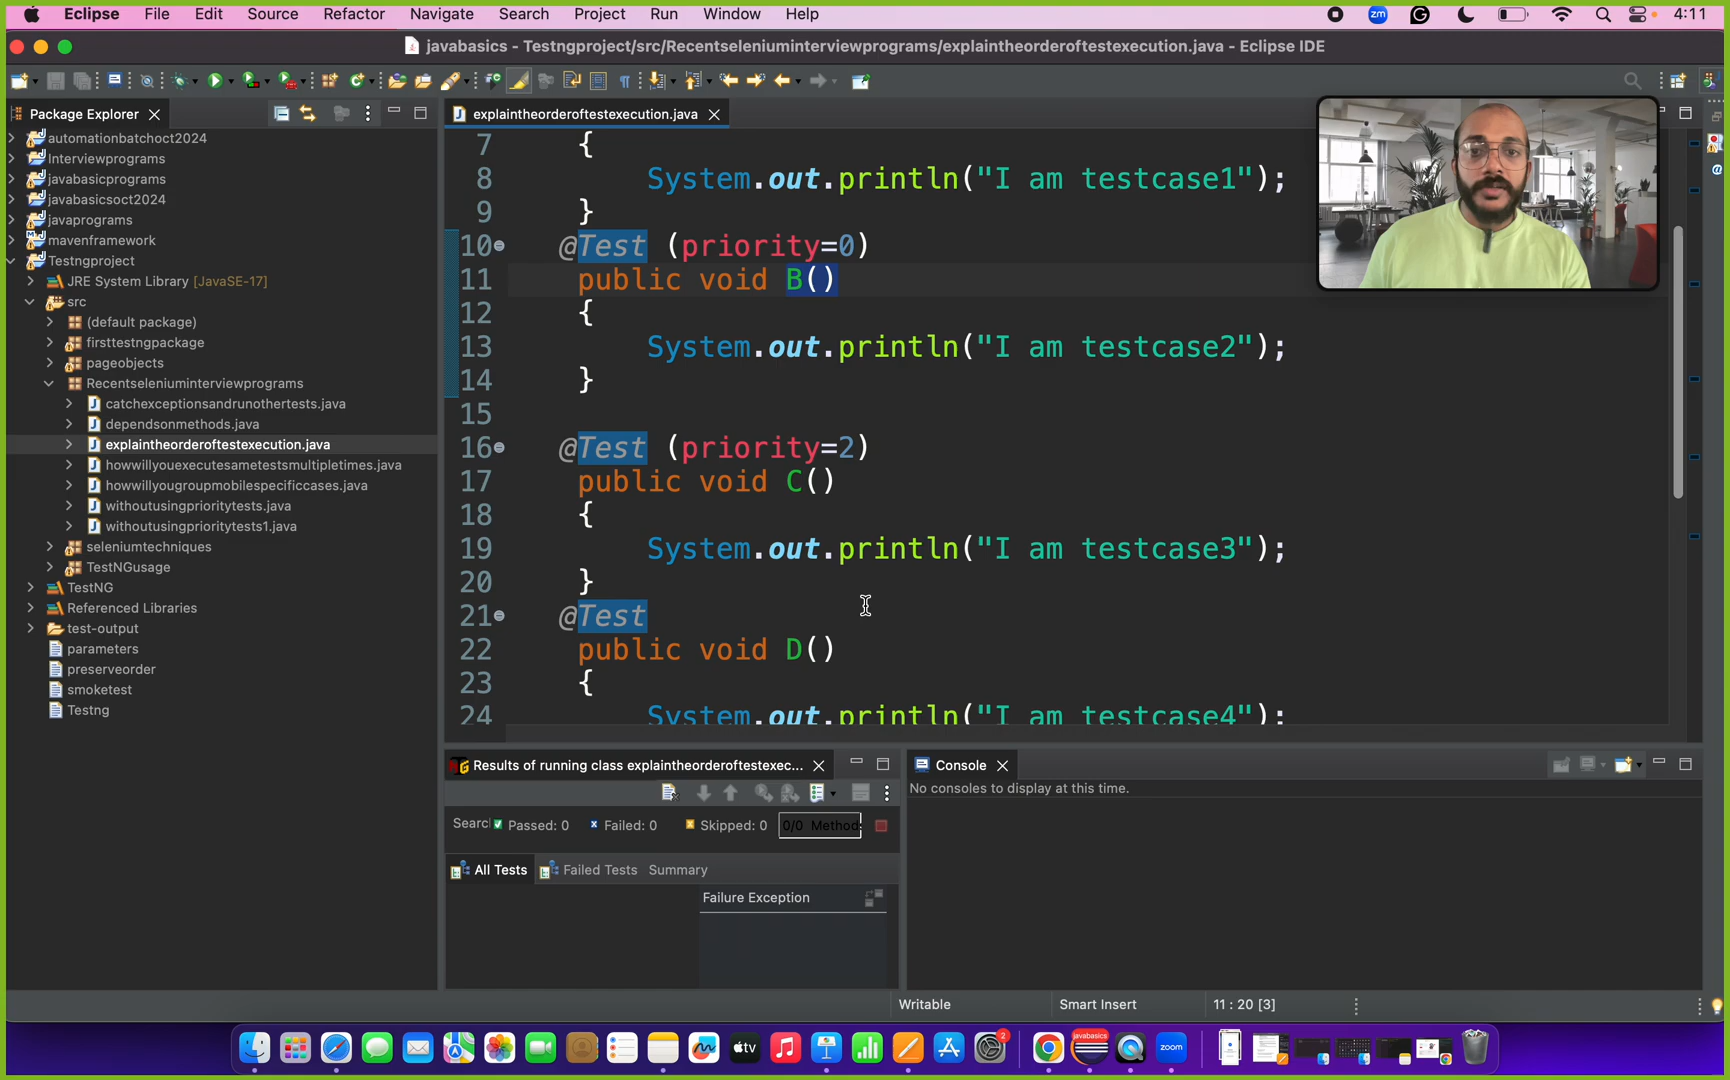 Eclipse File Edit Source Refactor Navigate Search Project Run Window Help
zm
4:11
javabasics - Testngproject/src/Recentseleniuminterviewprograms/explaintheorderoftestexecution.java - Eclipse IDE
Package Explorer
explaintheorderoftestexecution.java
automationbatchoct2024
Interviewprograms
javabasicprograms
javabasicsoct2024
javaprograms
mavenframework
Testngproject
JRE System Library [JavaSE-17]
src
(default package)
firsttestngpackage
pageobjects
Recentseleniuminterviewprograms
catchexceptionsandrunothertests.java
dependsonmethods.java
explaintheorderoftestexecution.java
howwillyouexecutesametestsmultipletimes.java
howwillyougroupmobilespecificcases.java
withoutusingprioritytests.java
withoutusingprioritytests1.java
seleniumtechniques
TestNGusage
TestNG
Referenced Libraries
test-output
parameters
preserveorder
smoketest
Testng
7 {
8 System.out.println("I am testcase1");
9 }
10 @Test (priority=0)
11 public void B()
12 {
13 System.out.println("I am testcase2");
14 }
15
16 @Test (priority=2)
17 public void C()
18 {
19 System.out.println("I am testcase3");
20 }
21 @Test
22 public void D()
23 {
24 System.out.println("I am testcase4");
Results of running class explaintheorderoftestexec...
Searc Passed: 0 Failed: 0 Skipped: 0 0/0 Method
All Tests Failed Tests Summary
Failure Exception
Console
No consoles to display at this time.
Writable Smart Insert 11 : 20 [3]
tv
2
javabasics
zoom